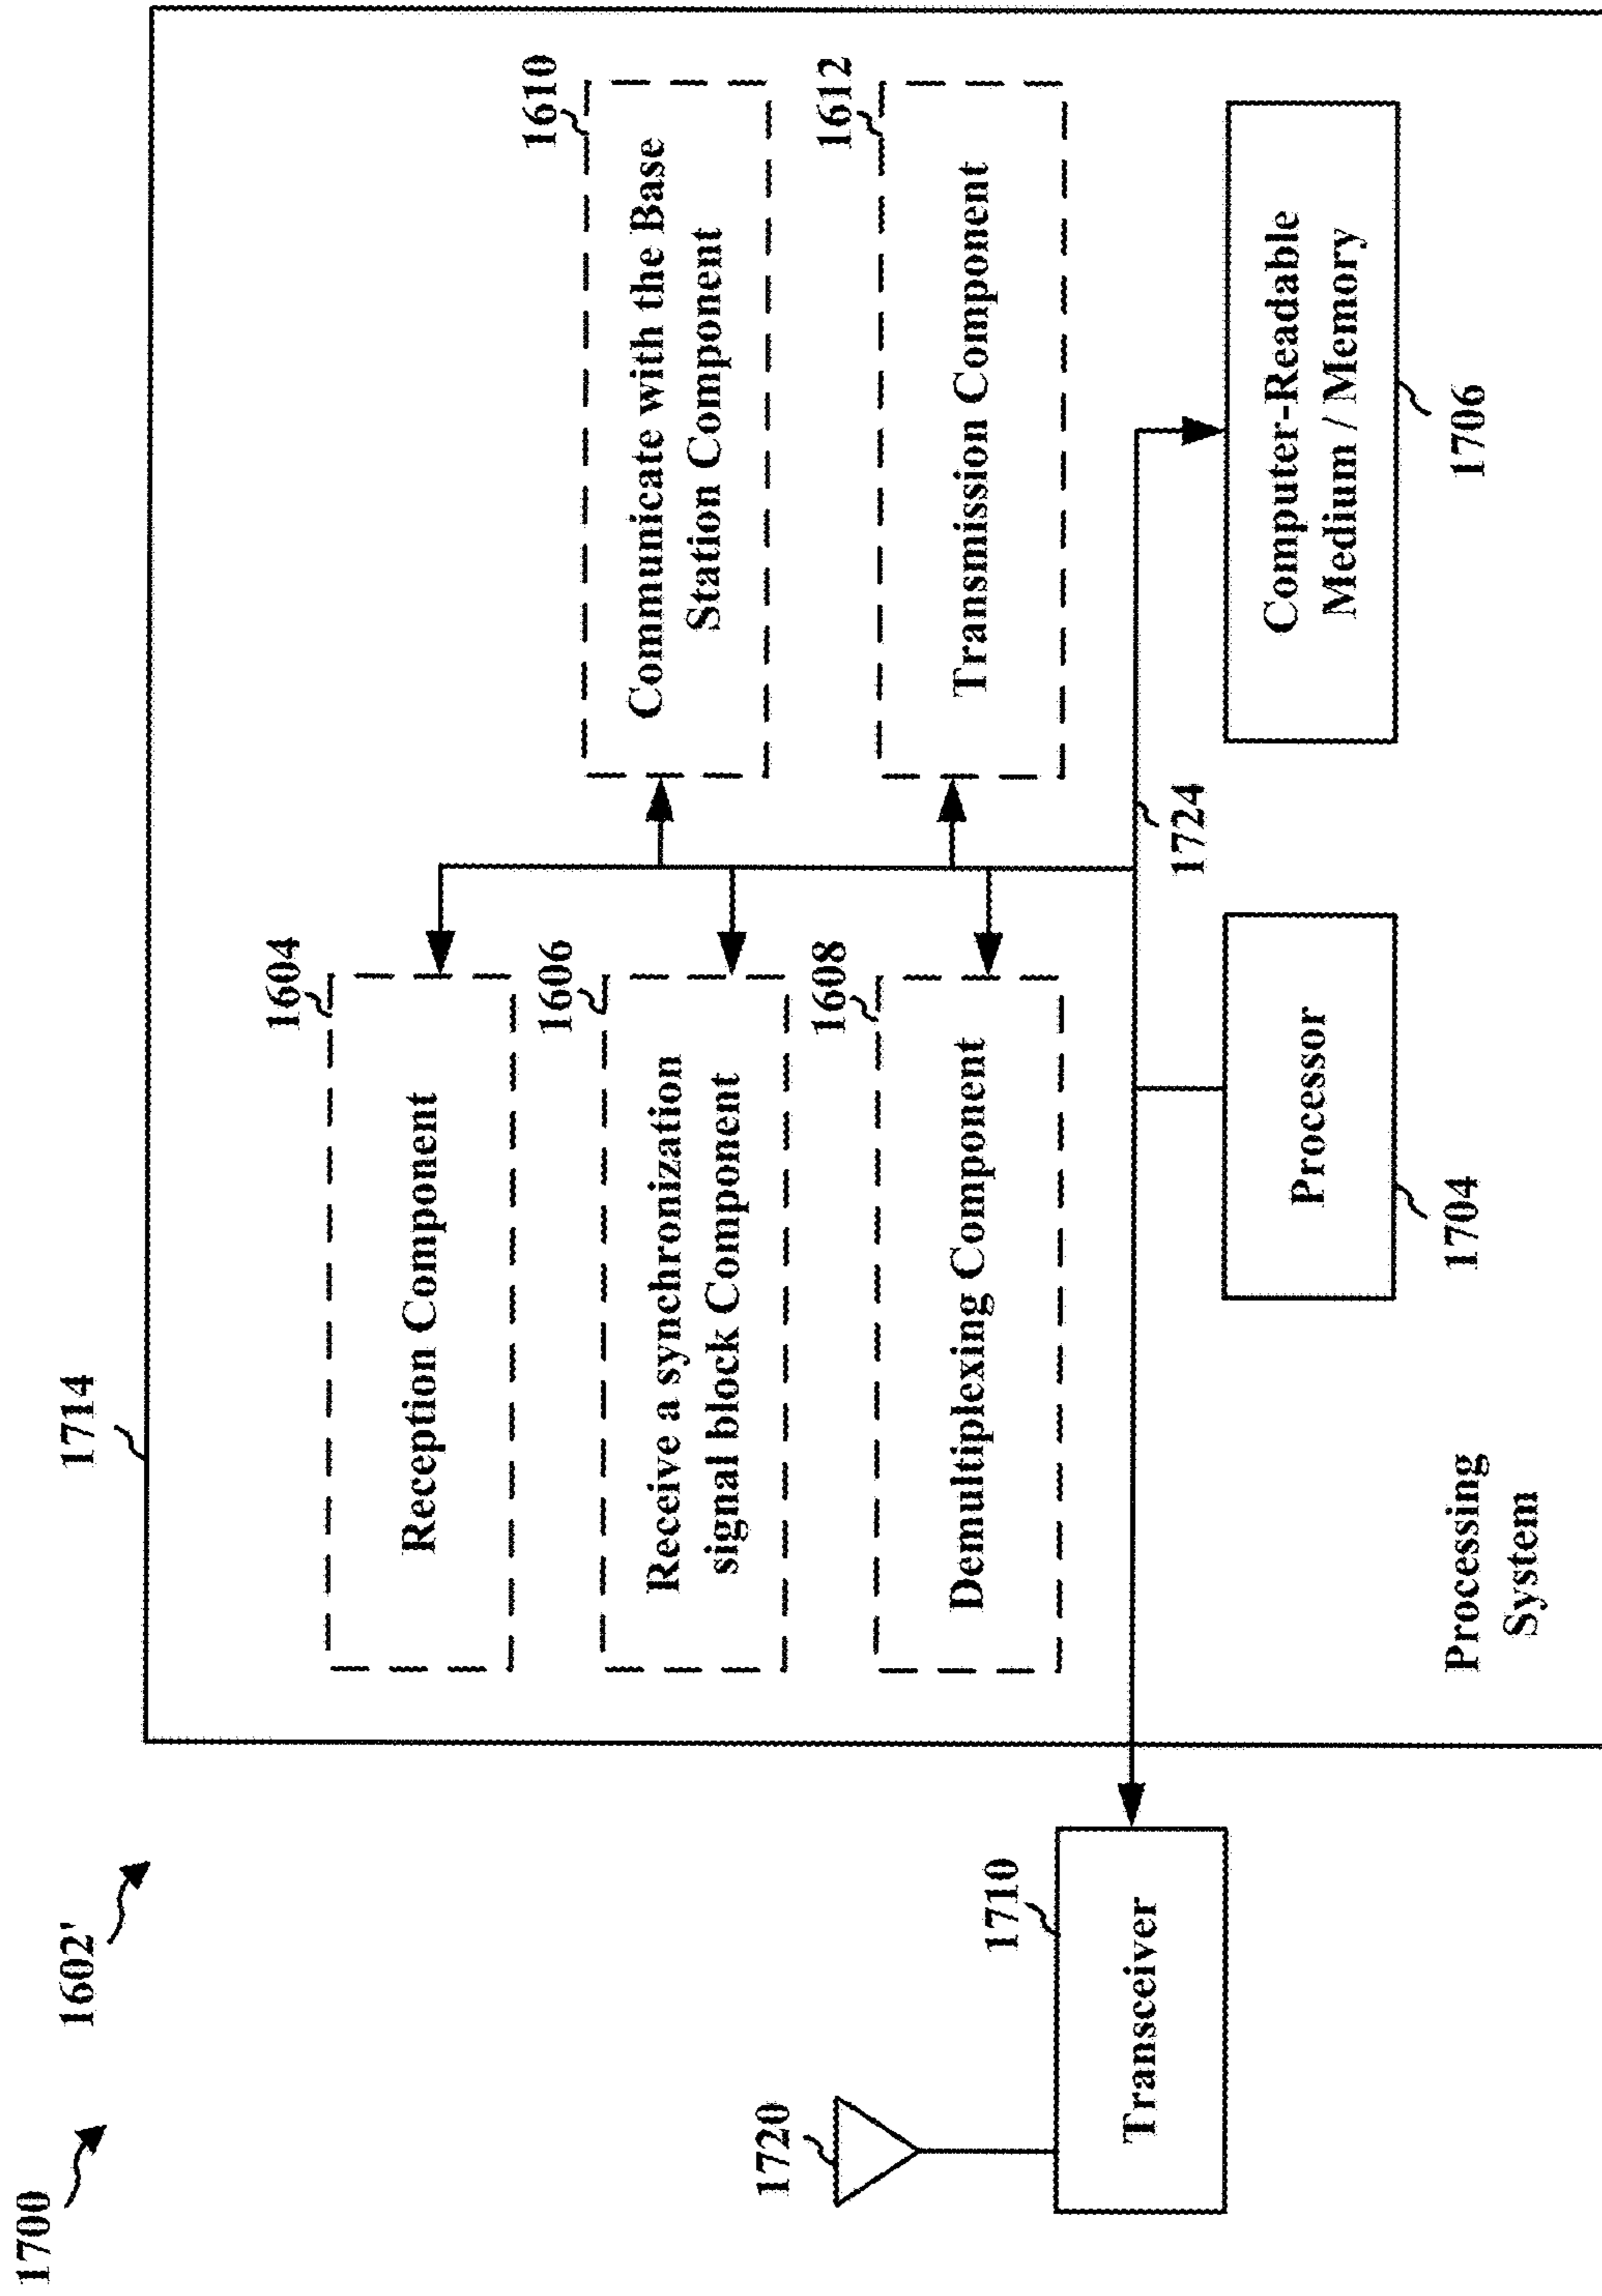 1700
1602'
1714
1604
Reception Component
1606
Receive a synchronization
signal block Component
1608
Demultiplexing Component
1610
Communicate with the Base
Station Component
1612
Transmission Component
1720
1710
Transceiver
1724
Processor
1704
Computer-Readable
Medium / Memory
1706
Processing
System